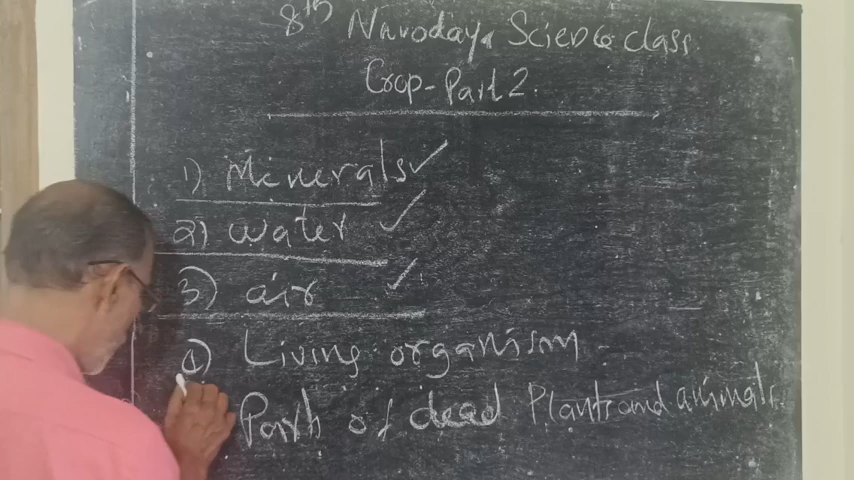 8th Navodaya Science class
Crop-Part 2.
1) Minerals ✓
2) water ✓
3) air ✓
4) Living organism
Parts of dead Plants and animals.